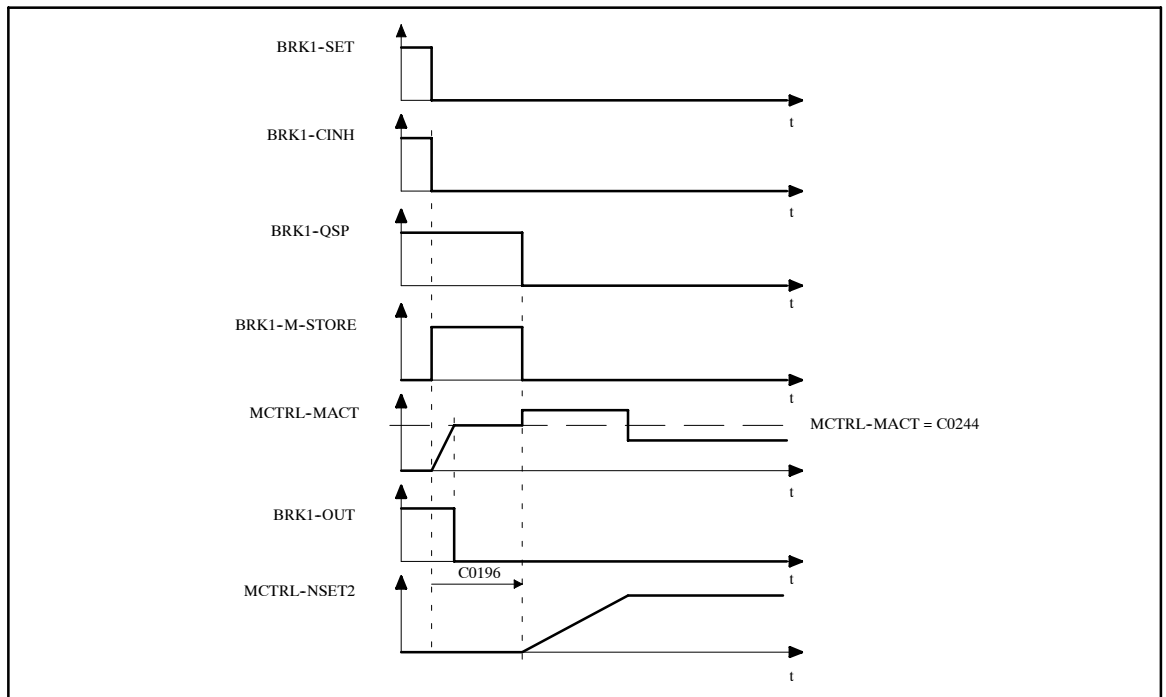 BRK1-SET
t
BRK1-CINH
t
BRK1-QSP
t
BRK1-M-STORE
t
MCTRL-MACT
MCTRL-MACT = C0244
t
BRK1-OUT
t
C0196
MCTRL-NSET2
t